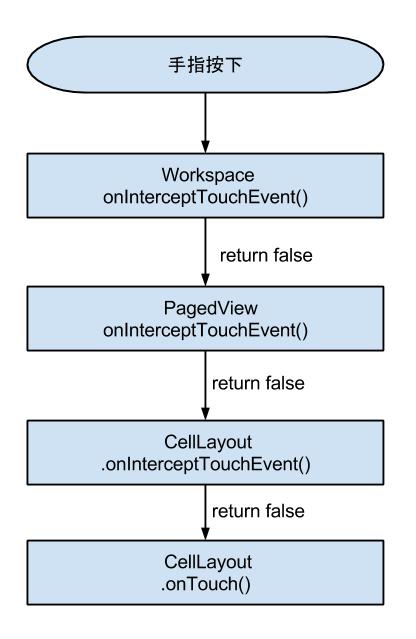 手指按下
Workspace
onInterceptTouchEvent()
return false
PagedView
onInterceptTouchEvent()
return false
CellLayout
.onInterceptTouchEvent()
return false
CellLayout
.onTouch()